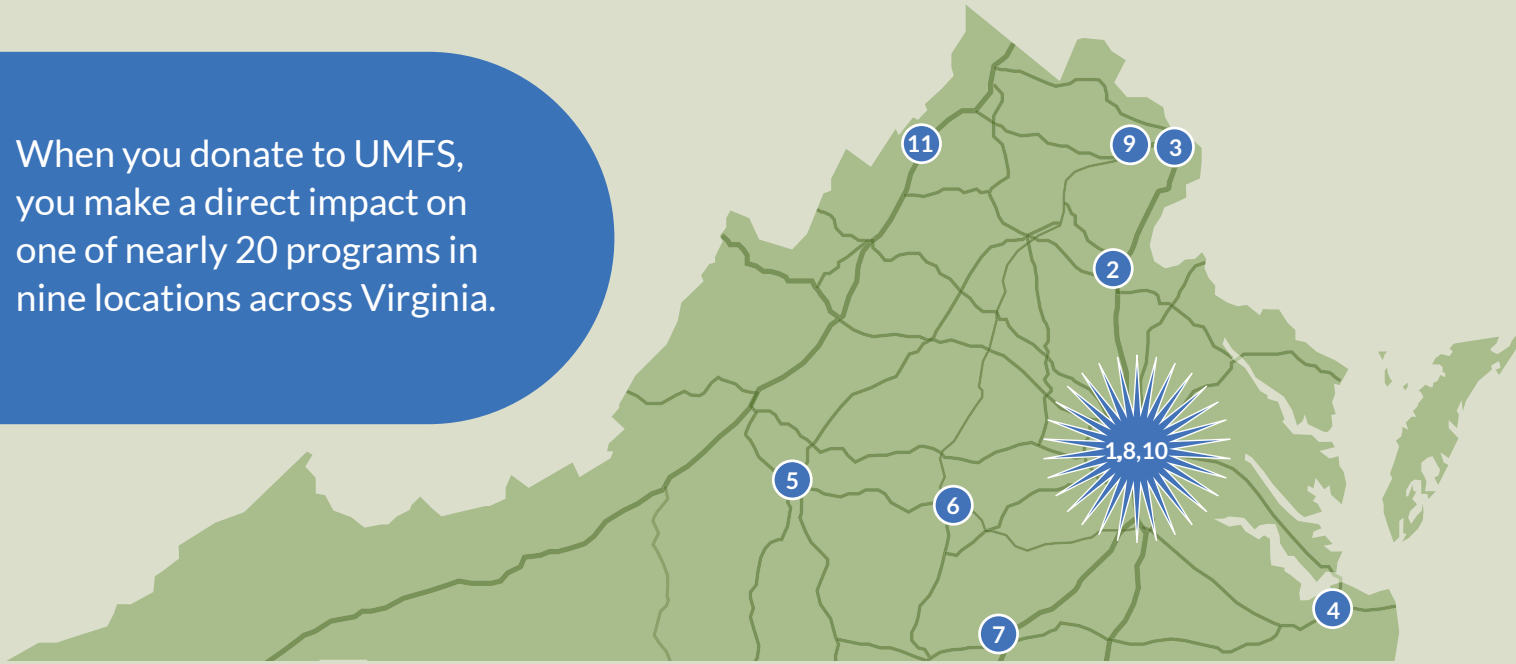 When you donate to UMFS,
you make a direct impact on
one of nearly 20 programs in
nine locations across Virginia.
11
9
3
2
1,8,10
5
6
4
7